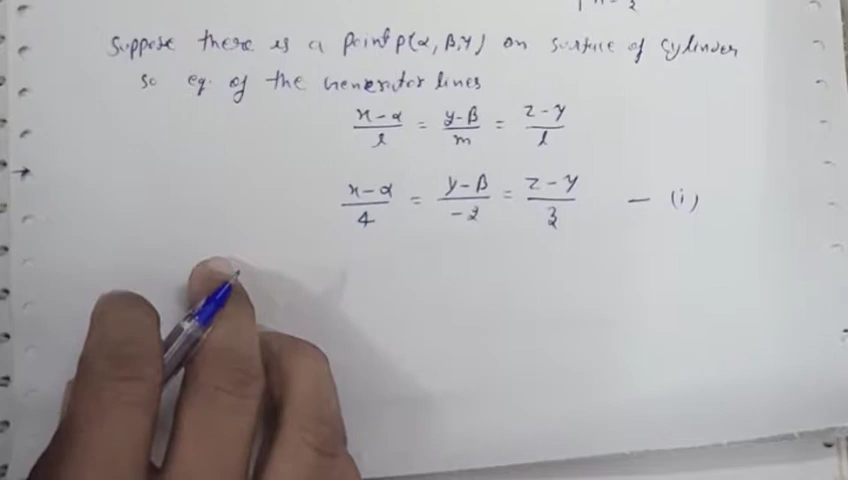 Suppose there is a point P(α, β, γ) on surface of cylinder
so eq. of the Generator lines
x-α/l = y-β/m = z-γ/l
x-α/4 = y-β/-2 = z-γ/3 — (i)